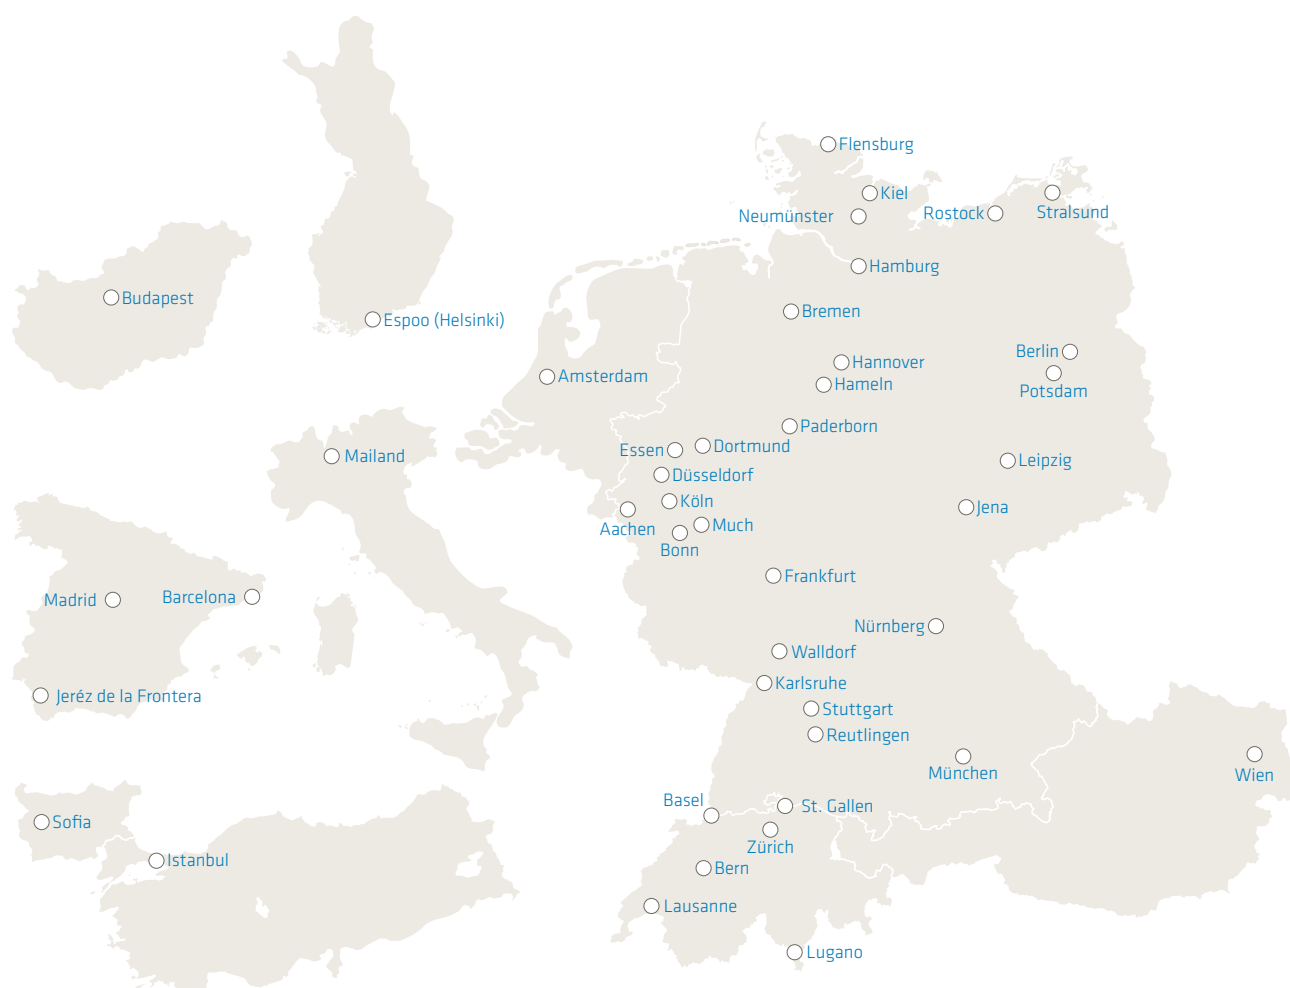 Flensburg
Kiel
Neumünster
Rostock
Stralsund
Hamburg
Budapest
Bremen
Espoo (Helsinki)
Berlin
Hannover
Amsterdam
Hameln
Potsdam
Paderborn
Dortmund
Essen
Mailand
Leipzig
Düsseldorf
Köln
Jena
Much
Aachen
Bonn
Frankfurt
Barcelona
Madrid
Nürnberg
Walldorf
Karlsruhe
Jeréz de la Frontera
Stuttgart
Reutlingen
München
Wien
Basel
St. Gallen
Sofia
Zürich
Istanbul
Bern
Lausanne
Lugano